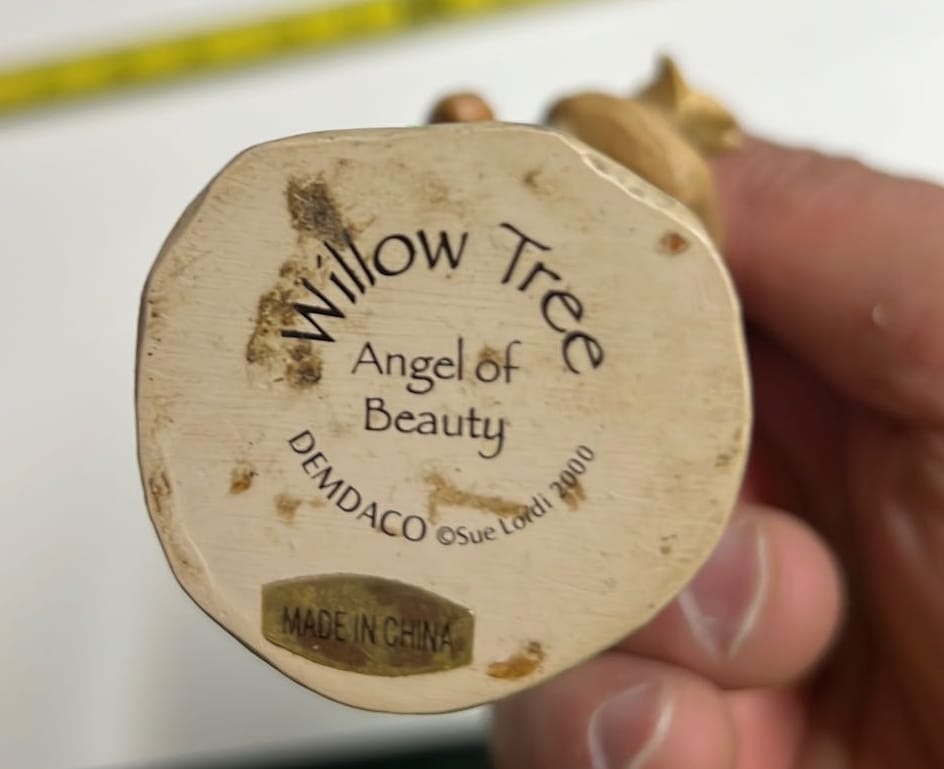 Willow Tree
Angel of
Beauty
DEMDACO ©Sue Lordi 2000
MADE IN CHINA